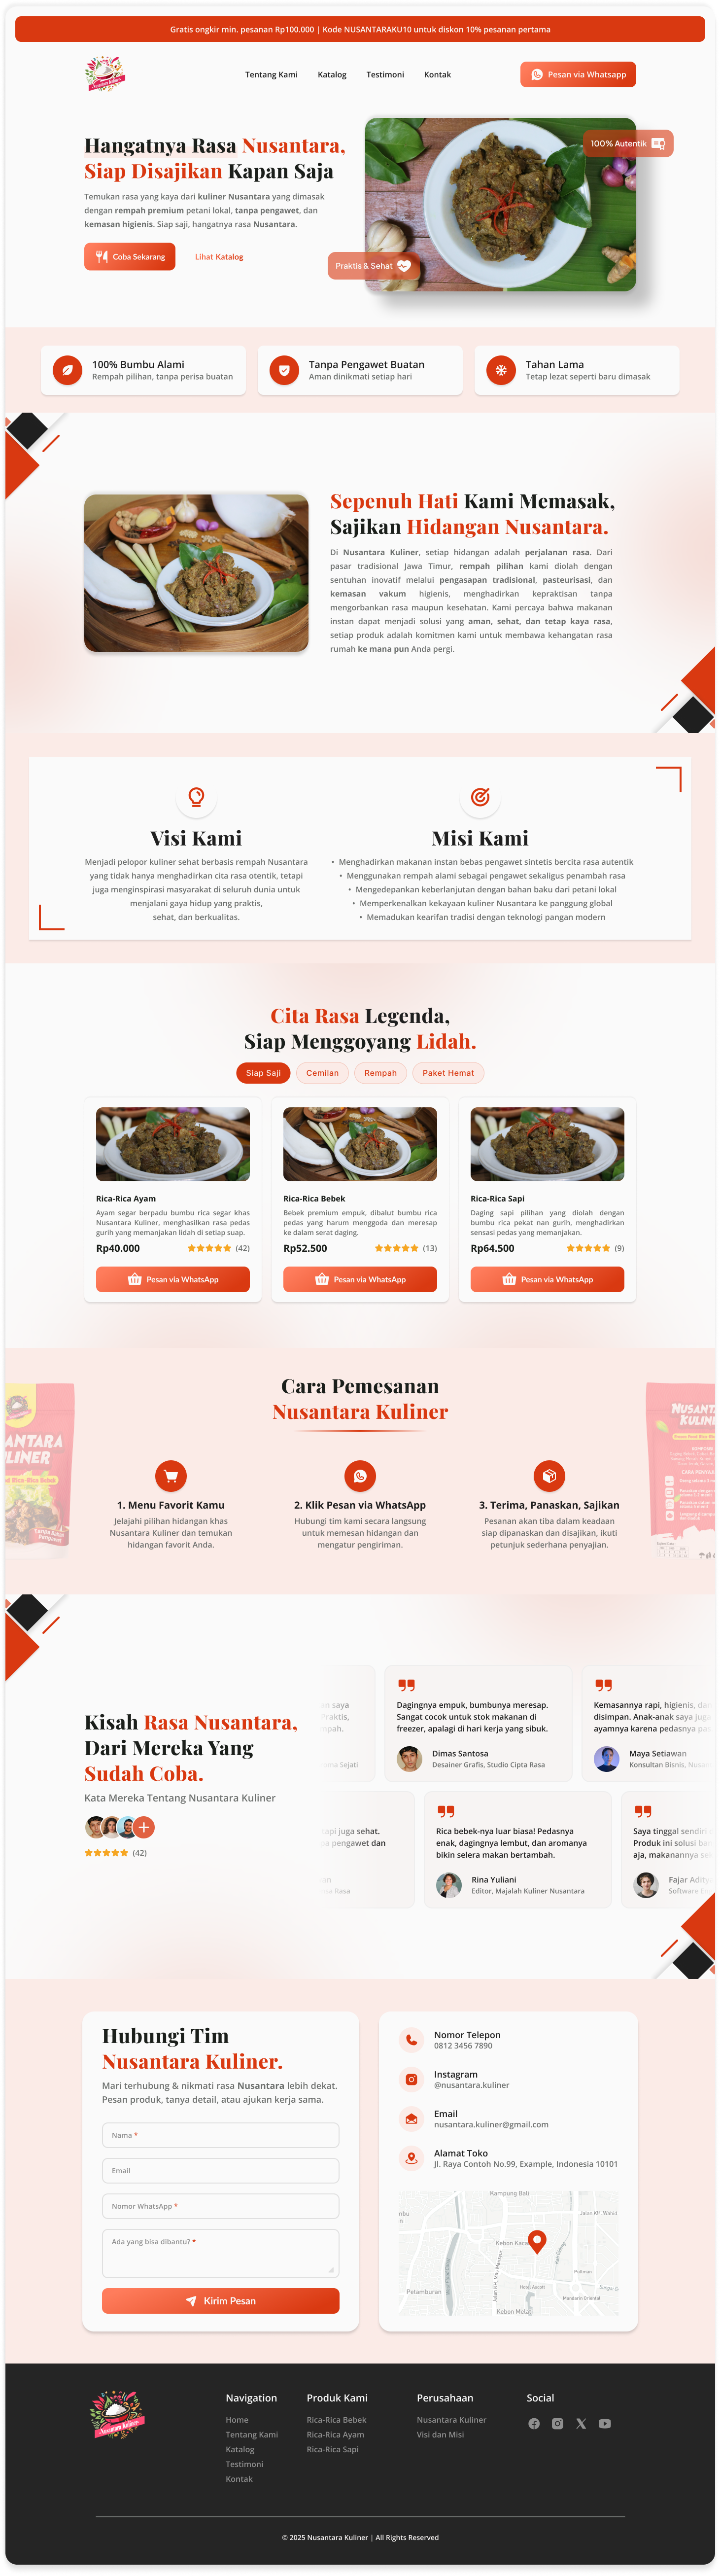 Gratis ongkir min. pesanan Rp100.000 | Kode NUSANTARAKU10 untuk diskon 10% pesanan pertama
Nusantara Kuliner
Tentang Kami
Katalog
Testimoni
Kontak
Pesan via Whatsapp
Hangatnya Rasa Nusantara,
Siap Disajikan Kapan Saja
Temukan rasa yang kaya dari kuliner Nusantara yang dimasak
dengan rempah premium petani lokal, tanpa pengawet, dan
kemasan higienis. Siap saji, hangatnya rasa Nusantara.
Coba Sekarang
Lihat Katalog
100% Autentik
Praktis & Sehat
100% Bumbu Alami
Rempah pilihan, tanpa perisa buatan
Tanpa Pengawet Buatan
Aman dinikmati setiap hari
Tahan Lama
Tetap lezat seperti baru dimasak
Sepenuh Hati Kami Memasak,
Sajikan Hidangan Nusantara.
Di Nusantara Kuliner, setiap hidangan adalah perjalanan rasa. Dari
pasar tradisional Jawa Timur, rempah pilihan kami diolah dengan
sentuhan inovatif melalui pengasapan tradisional, pasteurisasi, dan
kemasan vakum higienis, menghadirkan kepraktisan tanpa
mengorbankan rasa maupun kesehatan. Kami percaya bahwa makanan
instan dapat menjadi solusi yang aman, sehat, dan tetap kaya rasa,
setiap produk adalah komitmen kami untuk membawa kehangatan rasa
rumah ke mana pun Anda pergi.
Visi Kami
Menjadi pelopor kuliner sehat berbasis rempah Nusantara
yang tidak hanya menghadirkan cita rasa otentik, tetapi
juga menginspirasi masyarakat di seluruh dunia untuk
menjalani gaya hidup yang praktis,
sehat, dan berkualitas.
Misi Kami
• Menghadirkan makanan instan bebas pengawet sintetis bercita rasa autentik
• Menggunakan rempah alami sebagai pengawet sekaligus penambah rasa
• Mengedepankan keberlanjutan dengan bahan baku dari petani lokal
• Memperkenalkan kekayaan kuliner Nusantara ke panggung global
• Memadukan kearifan tradisi dengan teknologi pangan modern
Cita Rasa Legenda,
Siap Menggoyang Lidah.
Siap Saji
Cemilan
Rempah
Paket Hemat
Rica-Rica Ayam
Ayam segar berpadu bumbu rica segar khas
Nusantara Kuliner, menghasilkan rasa pedas
gurih yang memanjakan lidah di setiap suap.
Rp40.000
(42)
Pesan via WhatsApp
Rica-Rica Bebek
Bebek premium empuk, dibalut bumbu rica
pedas yang harum menggoda dan meresap
ke dalam serat daging.
Rp52.500
(13)
Pesan via WhatsApp
Rica-Rica Sapi
Daging sapi pilihan yang diolah dengan
bumbu rica pekat nan gurih, menghadirkan
sensasi pedas yang memanjakan.
Rp64.500
(9)
Pesan via WhatsApp
Cara Pemesanan
Nusantara Kuliner
1. Menu Favorit Kamu
Jelajahi pilihan hidangan khas
Nusantara Kuliner dan temukan
hidangan favorit Anda.
2. Klik Pesan via WhatsApp
Hubungi tim kami secara langsung
untuk memesan hidangan dan
mengatur pengiriman.
3. Terima, Panaskan, Sajikan
Pesanan akan tiba dalam keadaan
siap dipanaskan dan disajikan, ikuti
petunjuk sederhana penyajian.
Kisah Rasa Nusantara,
Dari Mereka Yang
Sudah Coba.
Kata Mereka Tentang Nusantara Kuliner
(42)
saya
Dagingnya empuk, bumbunya meresap.
Sangat cocok untuk stok makanan di
freezer, apalagi di hari kerja yang sibuk.
Dimas Santosa
Desainer Grafis, Studio Cipta Rasa
Kemasannya rapi, higienis,
disimpan. Anak-anak saya juga
ayamnya karena pedasnya
Maya Setiawan
Konsultan Bisnis,
tapi juga sehat.
pengawet dan
Rasa
Rica bebek-nya luar biasa! Pedasnya
enak, dagingnya lembut, dan aromanya
bikin selera makan bertambah.
Rina Yuliani
Editor, Majalah Kuliner Nusantara
Saya tinggal sendiri
Produk ini solusi
aja, makanannya
Fajar
Software
Hubungi Tim
Nusantara Kuliner.
Mari terhubung & nikmati rasa Nusantara lebih dekat.
Pesan produk, tanya detail, atau ajukan kerja sama.
Nama *
Email
Nomor WhatsApp *
Ada yang bisa dibantu? *
Kirim Pesan
Nomor Telepon
0812 3456 7890
Instagram
@nusantara.kuliner
Email
nusantara.kuliner@gmail.com
Alamat Toko
Jl. Raya Contoh No.99, Example, Indonesia 10101
Kampung Bali
Jalan KH. Wahid
Kebon Kacang
Petamburan
Jalan KH. Mas Mansyur
Pullman
Hotel Ascott
Mandarin Oriental
Kebon Melati
Nusantara Kuliner
Navigation
Home
Tentang Kami
Katalog
Testimoni
Kontak
Produk Kami
Rica-Rica Bebek
Rica-Rica Ayam
Rica-Rica Sapi
Perusahaan
Nusantara Kuliner
Visi dan Misi
Social
© 2025 Nusantara Kuliner | All Rights Reserved